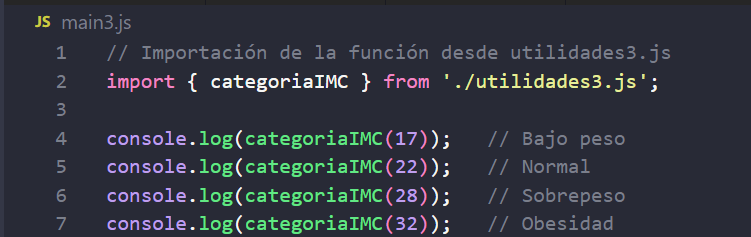 JS main3.js
1 // Importación de la función desde utilidades3.js
2 import { categoriaIMC } from './utilidades3.js';
3
4 console.log(categoriaIMC(17));   // Bajo peso
5 console.log(categoriaIMC(22));   // Normal
6 console.log(categoriaIMC(28));   // Sobrepeso
7 console.log(categoriaIMC(32));   // Obesidad